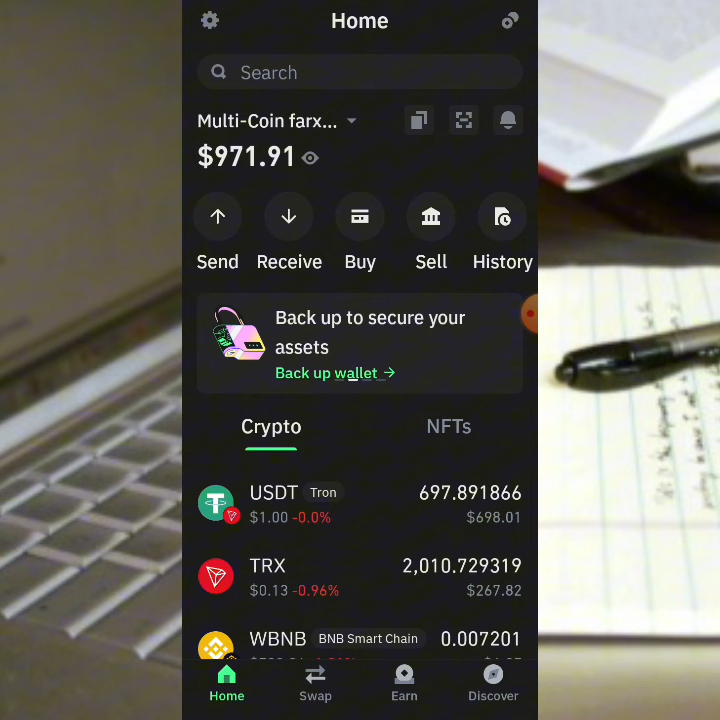 Home
Search
Multi-Coin farx...
$971.91
Send Receive Buy Sell History
Back up to secure your
assets
Back up wallet →
Crypto NFTs
USDT Tron 697.891866
$1.00 -0.0% $698.01
TRX 2,010.729319
$0.13 -0.96% $267.82
WBNB BNB Smart Chain 0.007201
Home Swap Earn Discover